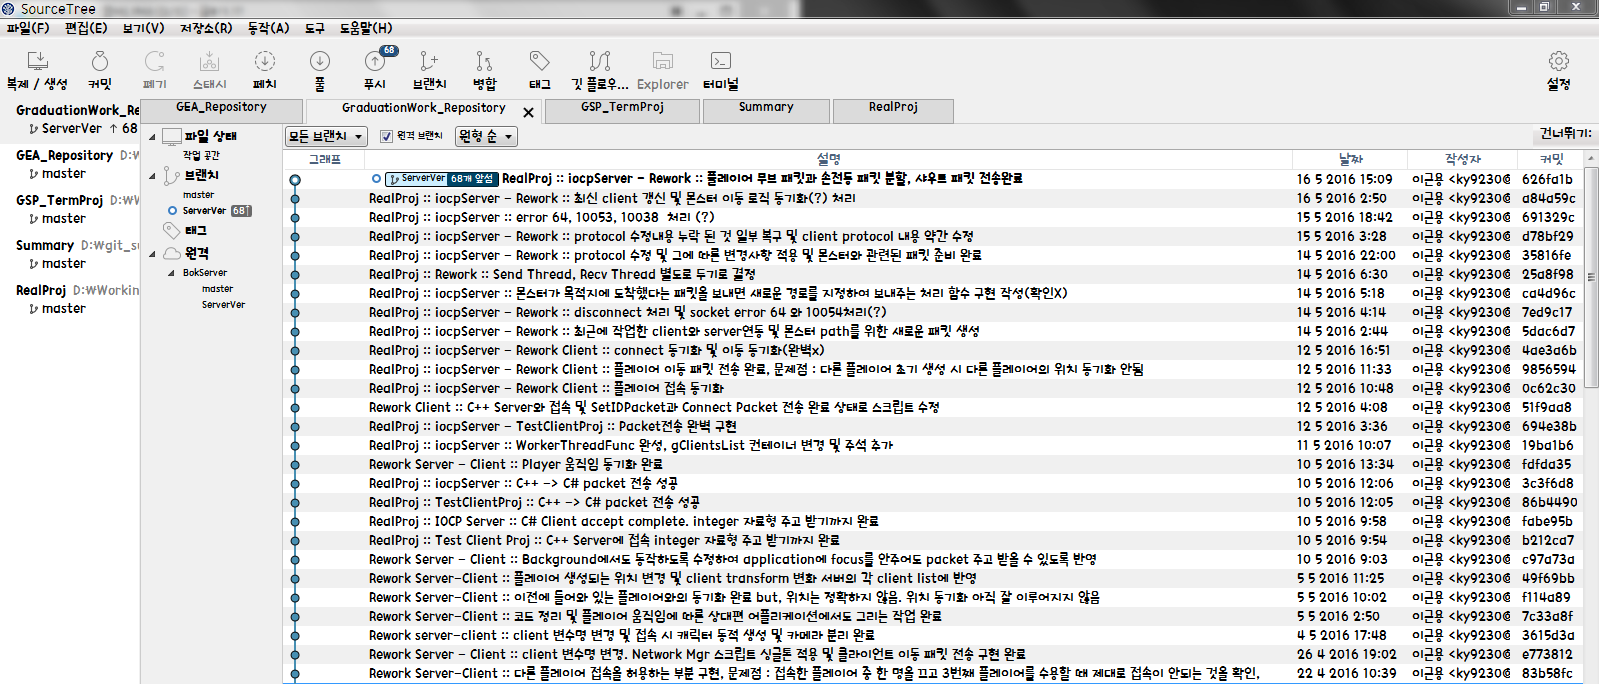 SourceTree
파일(F) 편집(E) 보기(V) 저장소(R) 동작(A) 도구 도움말(H)
68
복제 / 생성 커밋 폐기 스태시 페치 풀 푸시 브랜치 병합 태그 깃 플로우... Explorer 터미널 설정
GraduationWork_Re
ServerVer ↑ 68
GEA_Repository D:₩
master
GSP_TermProj D:₩W
master
Summary D:₩git_s
master
RealProj D:₩Workin
master
GEA_Repository GraduationWork_Repository GSP_TermProj Summary RealProj
파일 상태
작업 공간
브랜치
master
ServerVer 68↑
태그
원격
BokServer
master
ServerVer
모든 브랜치 원격 브랜치 원형 순 건너뛰기:
그래프 설명 날짜 작성자 커밋
ServerVer 68개 앞섬 RealProj :: iocpServer - Rework :: 플레이어 무브 패킷과 손전등 패킷 분할, 샤우트 패킷 전송완료 16 5 2016 15:09 이근용 <ky9230@ 626fa1b
RealProj :: iocpServer - Rework :: 최신 client 갱신 및 몬스터 이동 로직 동기화(?) 처리 16 5 2016 2:50 이근용 <ky9230@ a84a59c
RealProj :: iocpServer - Rework :: error 64, 10053, 10038 처리 (?) 15 5 2016 18:42 이근용 <ky9230@ 691329c
RealProj :: iocpServer - Rework :: protocol 수정내용 누락 된 것 일부 복구 및 client protocol 내용 약간 수정 15 5 2016 3:28 이근용 <ky9230@ d78bf29
RealProj :: iocpServer - Rework :: protocol 수정 및 그에 따른 변경사항 적용 및 몬스터와 관련된 패킷 준비 완료 14 5 2016 22:00 이근용 <ky9230@ 35816fe
RealProj :: Rework :: Send Thread, Recv Thread 별도로 두기로 결정 14 5 2016 6:30 이근용 <ky9230@ 25d8f98
RealProj :: iocpServer - Rework :: 몬스터가 목적지에 도착했다는 패킷을 보내면 새로운 경로를 지정하여 보내주는 처리 함수 구현 작성(확인X) 14 5 2016 5:18 이근용 <ky9230@ ca4d96c
RealProj :: iocpServer - Rework :: disconnect 처리 및 socket error 64 와 10054처리(?) 14 5 2016 4:14 이근용 <ky9230@ 7ed9c17
RealProj :: iocpServer - Rework :: 최근에 작업한 client와 server연동 및 몬스터 path를 위한 새로운 패킷 생성 14 5 2016 2:44 이근용 <ky9230@ 5dac6d7
RealProj :: iocpServer - Rework Client :: connect 동기화 및 이동 동기화(완벽x) 12 5 2016 16:51 이근용 <ky9230@ 4ae3a6b
RealProj :: iocpServer - Rework Client :: 플레이어 이동 패킷 전송 완료, 문제점 : 다른 플레이어 초기 생성 시 다른 플레이어의 위치 동기화 안됨 12 5 2016 11:33 이근용 <ky9230@ 9856594
RealProj :: iocpServer - Rework Client :: 플레이어 접속 동기화 12 5 2016 10:48 이근용 <ky9230@ 0c62c30
Rework Client :: C++ Server와 접속 및 SetIDPacket과 Connect Packet 전송 완료 상태로 스크립트 수정 12 5 2016 4:08 이근용 <ky9230@ 51f9aa8
RealProj :: iocpServer - TestClientProj :: Packet전송 완벽 구현 12 5 2016 3:36 이근용 <ky9230@ 694e38b
RealProj :: iocpServer :: WorkerThreadFunc 완성, gClientsList 컨테이너 변경 및 주석 추가 11 5 2016 10:07 이근용 <ky9230@ 19ba1b6
Rework Server - Client :: Player 움직임 동기화 완료 10 5 2016 13:34 이근용 <ky9230@ fdfda35
RealProj :: iocpServer :: C++ -> C# packet 전송 성공 10 5 2016 12:06 이근용 <ky9230@ 3c3f6d8
RealProj :: TestClientProj :: C++ -> C# packet 전송 성공 10 5 2016 12:05 이근용 <ky9230@ 86b4490
RealProj :: IOCP Server :: C# Client accept complete. integer 자료형 주고 받기까지 완료 10 5 2016 9:58 이근용 <ky9230@ fabe95b
RealProj :: Test Client Proj :: C++ Server에 접속 integer 자료형 주고 받기까지 완료 10 5 2016 9:54 이근용 <ky9230@ b212ca7
Rework Server - Client :: Background에서도 동작하도록 수정하여 application에 focus를 안주어도 packet 주고 받을 수 있도록 반영 10 5 2016 9:03 이근용 <ky9230@ c97a73a
Rework Server-Client :: 플레이어 생성되는 위치 변경 및 client transform 변화 서버의 각 client list에 반영 5 5 2016 11:25 이근용 <ky9230@ 49f69bb
Rework Server-Client :: 이전에 들어와 있는 플레이어와의 동기화 완료 but, 위치는 정확하지 않음. 위치 동기화 아직 잘 이루어지지 않음 5 5 2016 10:02 이근용 <ky9230@ f114a89
Rework Server-Client :: 코드 정리 및 플레이어 움직임에 따른 상대편 어플리케이션에서도 그리는 작업 완료 5 5 2016 2:50 이근용 <ky9230@ 7c33a8f
Rework server-client :: client 변수명 변경 및 접속 시 캐릭터 동적 생성 및 카메라 분리 완료 4 5 2016 17:48 이근용 <ky9230@ 3615d3a
Rework Server - Client :: client 변수명 변경. Network Mgr 스크립트 싱글톤 적용 및 클라이언트 이동 패킷 전송 구현 완료 26 4 2016 19:02 이근용 <ky9230@ e773812
Rework Server-Client :: 다른 플레이어 접속을 허용하는 부분 구현, 문제점 : 접속한 플레이어 중 한 명을 끄고 3번째 플레이어를 수용할 때 제대로 접속이 안되는 것을 확인, 22 4 2016 10:39 이근용 <ky9230@ 83b58fc